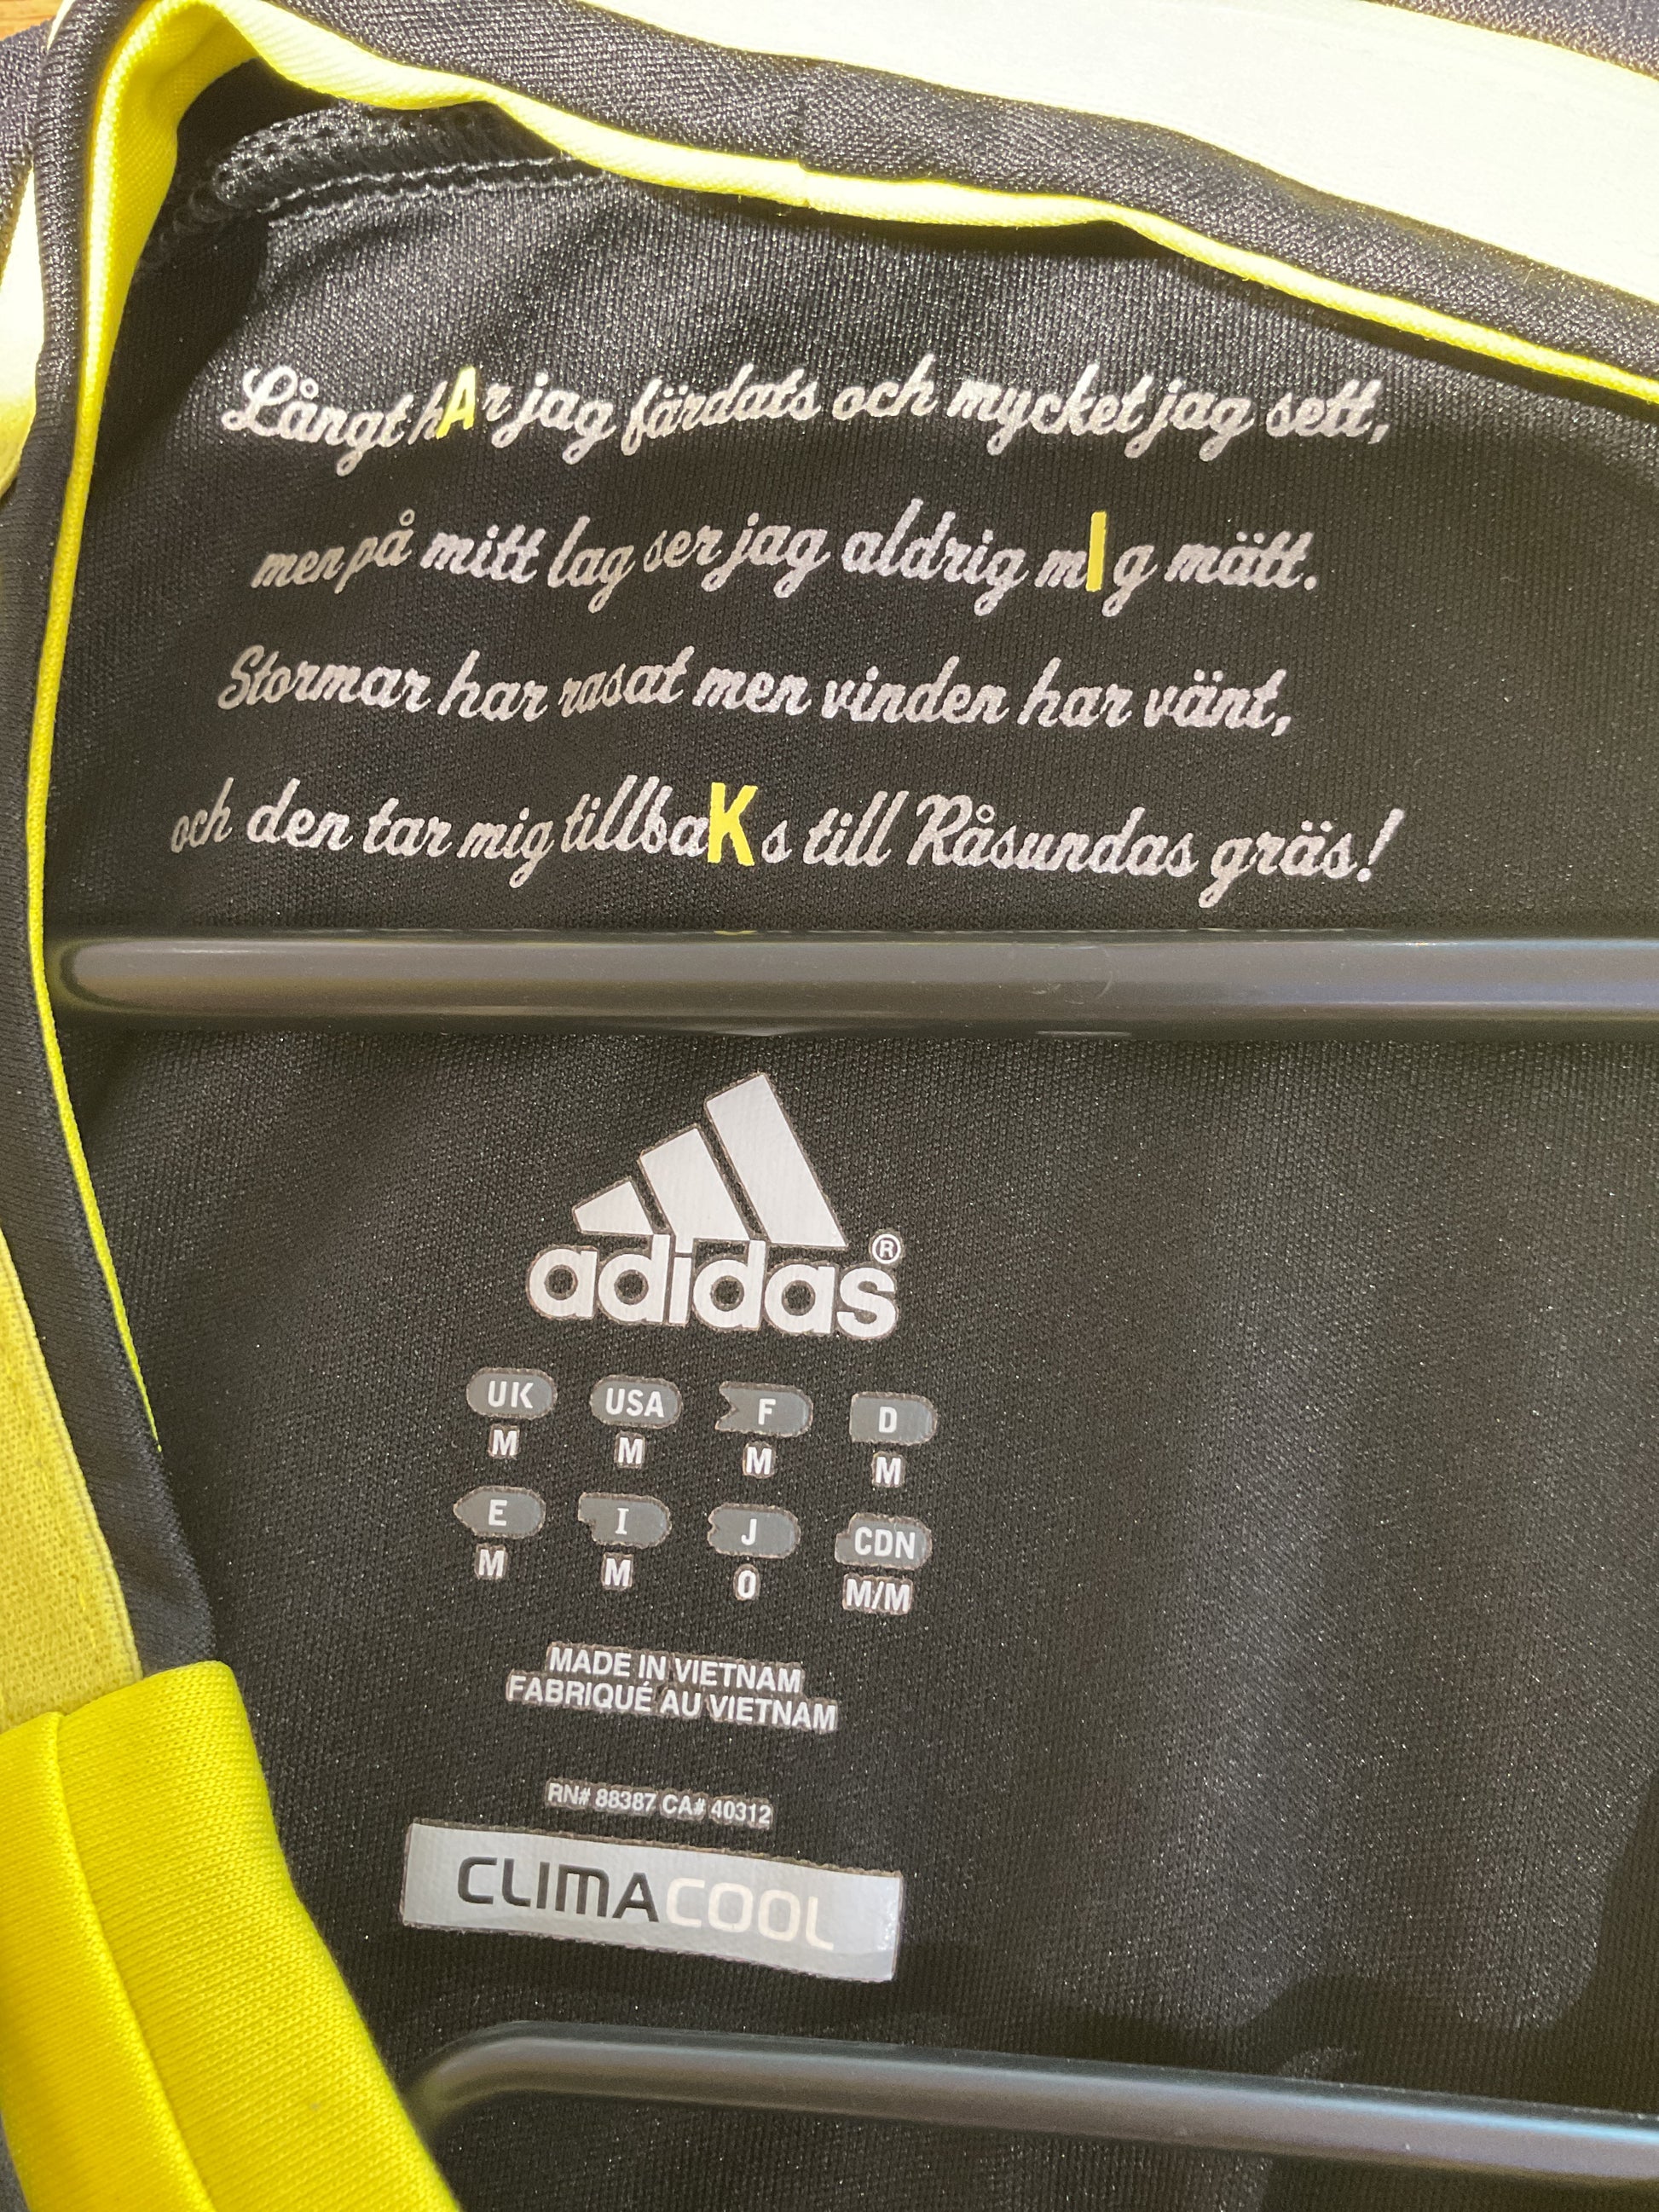 Långt hAr jag färdats och mycket jag sett,
men på mitt lag ser jag aldrig mIg mätt.
Stormar har rasat men vinden har vänt,
och den tar mig tillbaKs till Råsundas gräs!
adidas®
UK USA F D
M M M M
E I J CDN
M M O M/M
MADE IN VIETNAM
FABRIQUÉ AU VIETNAM
RN# 88387 CA# 40312
CLIMACOOL